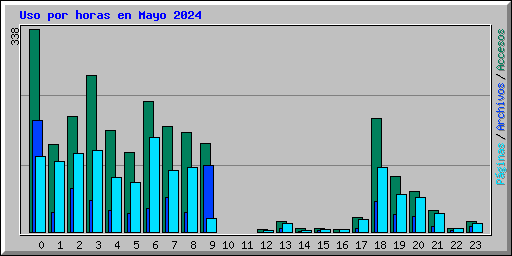 Uso por horas en Mayo 2024
338
Páginas / Archivos / Accesos
0 1 2 3 4 5 6 7 8 9 10 11 12 13 14 15 16 17 18 19 20 21 22 23